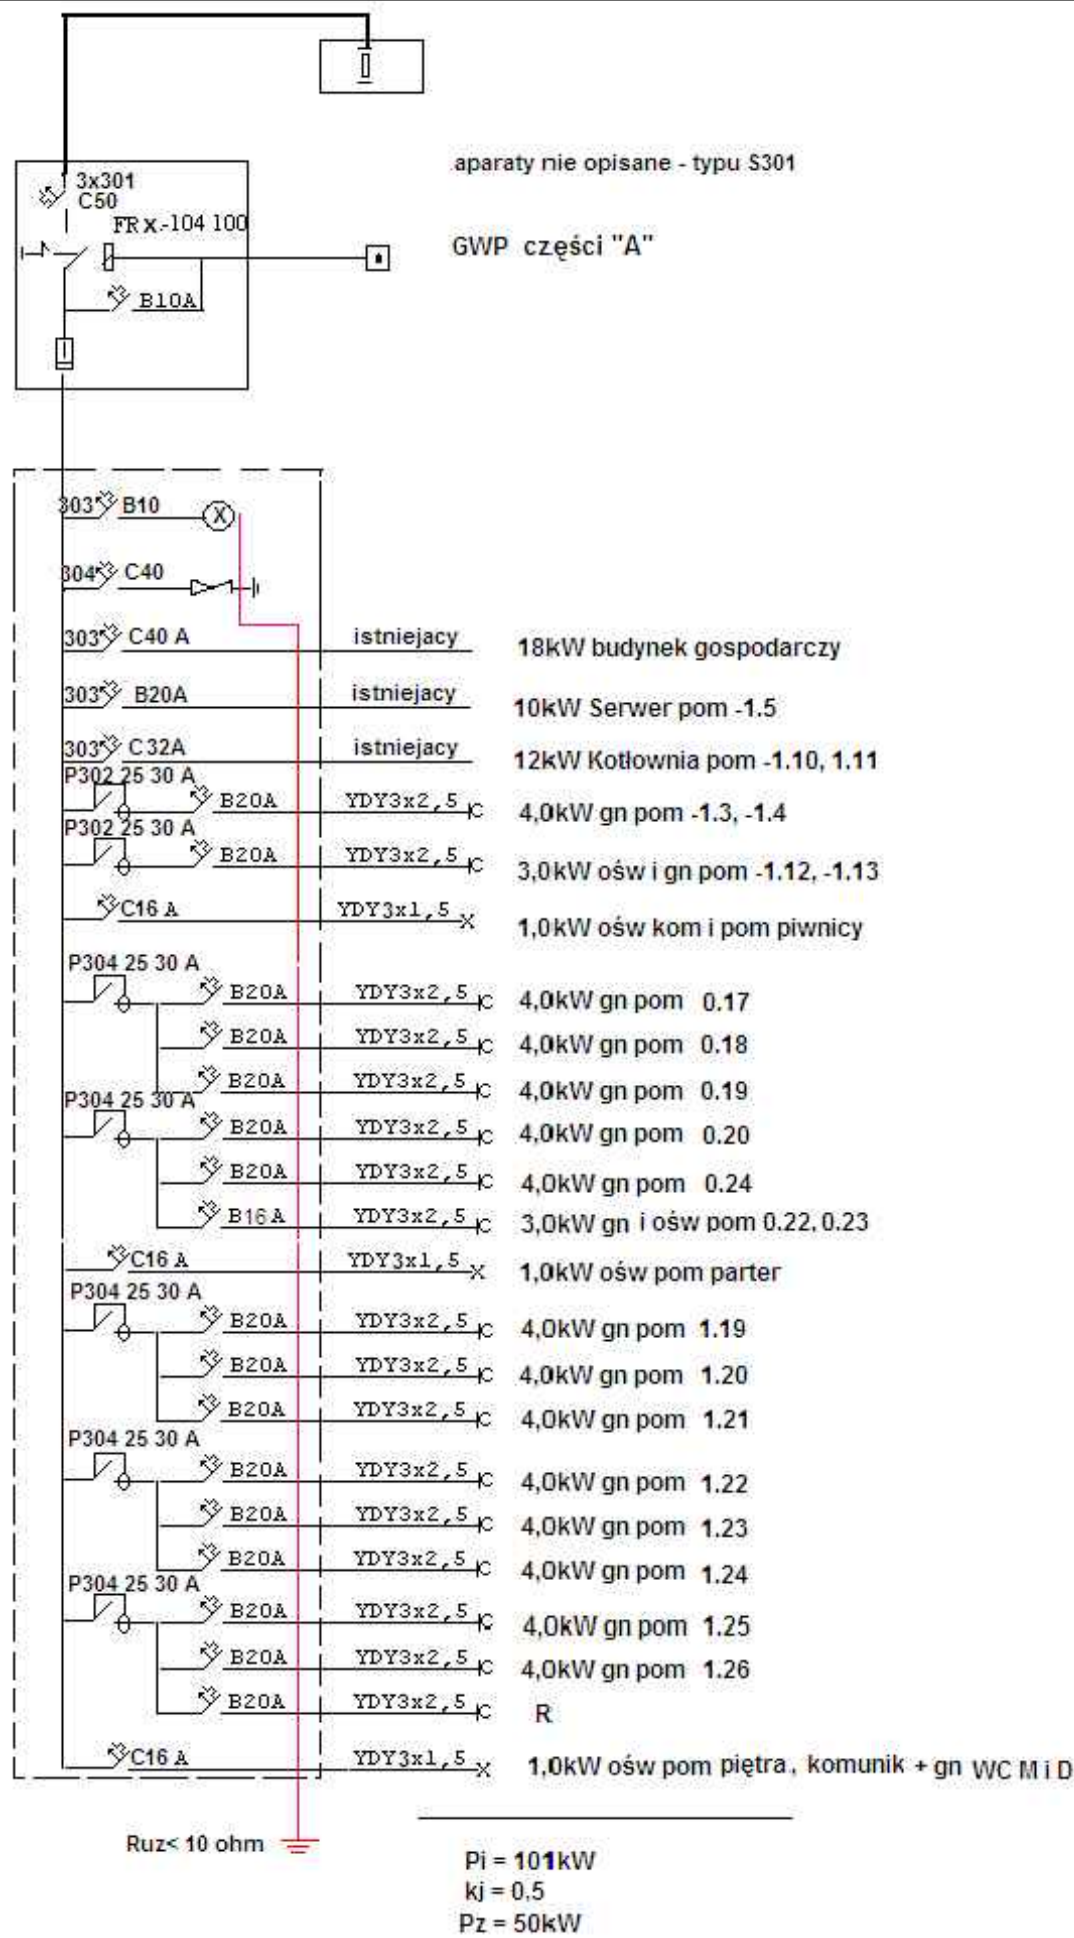 aparaty nie opisane - typu S301
3x301
C50
FRx-104 100
GWP części "A"
B10A
303 B10
X
304 C40
303 C40 A istniejacy 18kW budynek gospodarczy
303 B20A istniejacy 10kW Serwer pom -1.5
303 C32A istniejacy 12kW Kotłownia pom -1.10, 1.11
P302 25 30 A
B20A YDY3x2,5 4,0kW gn pom -1.3, -1.4
P302 25 30 A
B20A YDY3x2,5 3,0kW ośw i gn pom -1.12, -1.13
C16 A YDY3x1,5 X 1,0kW ośw kom i pom piwnicy
P304 25 30 A
B20A YDY3x2,5 4,0kW gn pom 0.17
B20A YDY3x2,5 4,0kW gn pom 0.18
B20A YDY3x2,5 4,0kW gn pom 0.19
P304 25 30 A
B20A YDY3x2,5 4,0kW gn pom 0.20
B20A YDY3x2,5 4,0kW gn pom 0.24
B16 A YDY3x2,5 3,0kW gn i ośw pom 0.22, 0.23
C16 A YDY3x1,5 X 1,0kW ośw pom parter
P304 25 30 A
B20A YDY3x2,5 4,0kW gn pom 1.19
B20A YDY3x2,5 4,0kW gn pom 1.20
B20A YDY3x2,5 4,0kW gn pom 1.21
P304 25 30 A
B20A YDY3x2,5 4,0kW gn pom 1.22
B20A YDY3x2,5 4,0kW gn pom 1.23
B20A YDY3x2,5 4,0kW gn pom 1.24
P304 25 30 A
B20A YDY3x2,5 4,0kW gn pom 1.25
B20A YDY3x2,5 4,0kW gn pom 1.26
B20A YDY3x2,5 R
C16 A YDY3x1,5 X 1,0kW ośw pom piętra, komunik + gn WC M i D
Ruz< 10 ohm
Pi = 101kW
kj = 0,5
Pz = 50kW